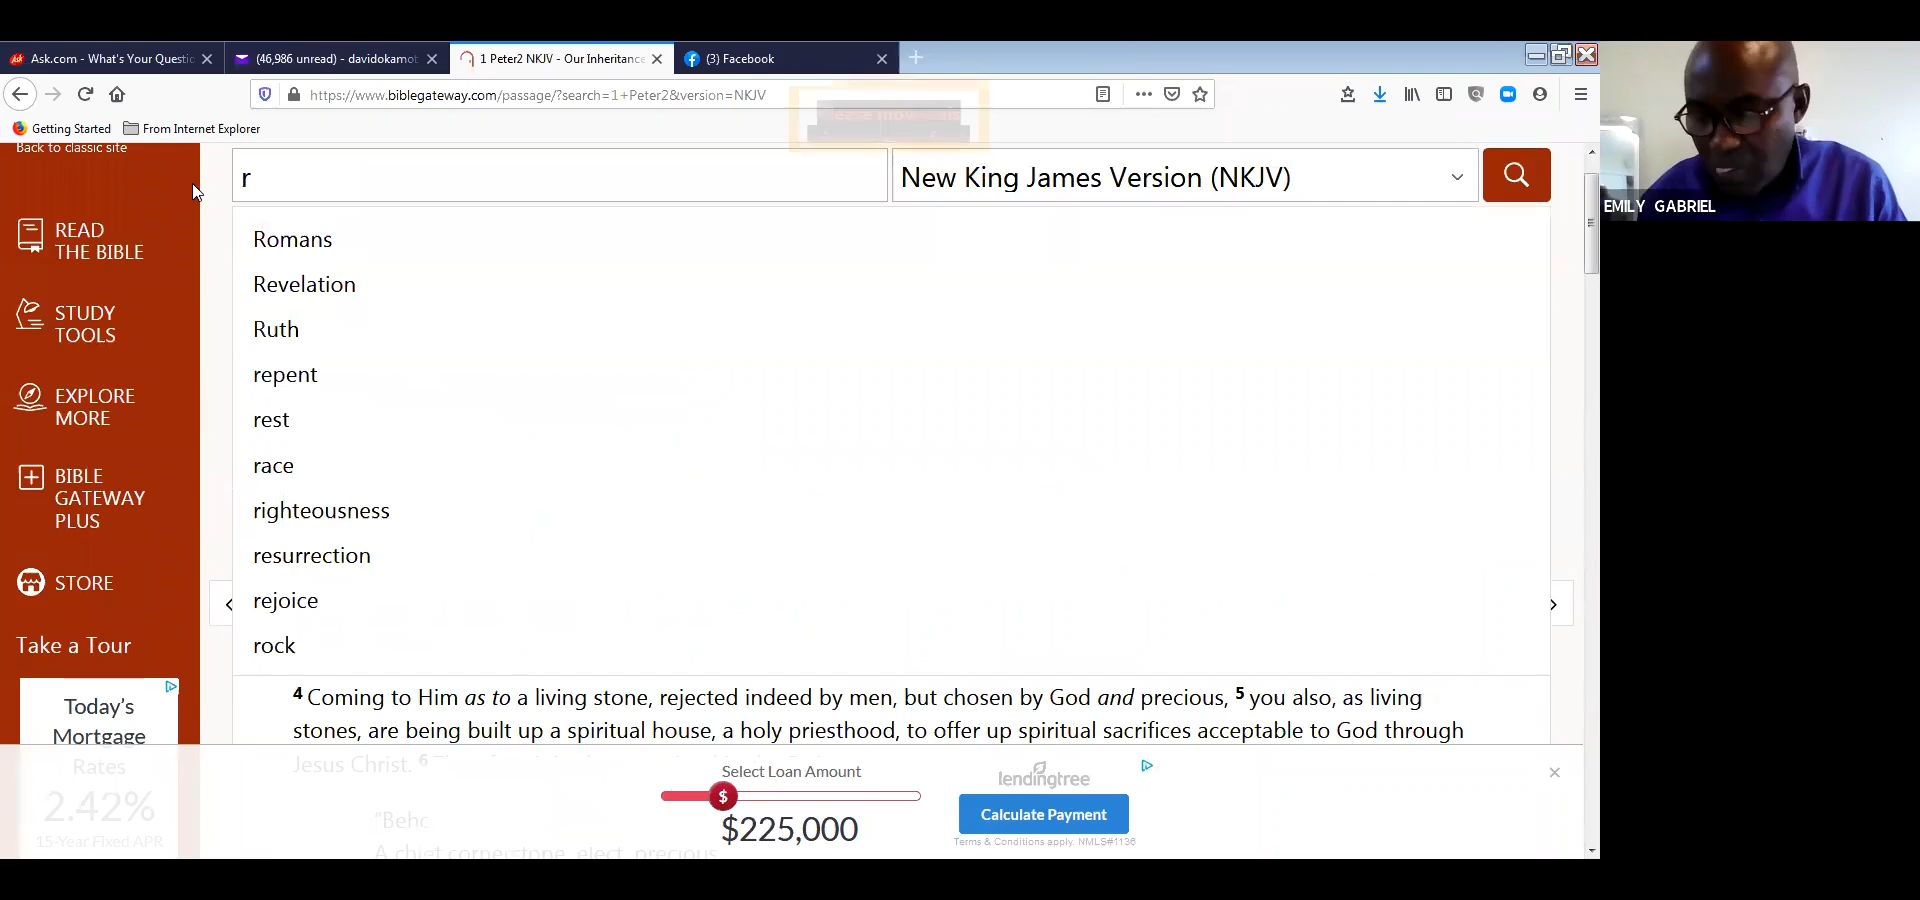 Ask.com - What's Your Questic
(46,986 unread) - davidokamot
1 Peter2 NKJV - Our Inheritance
(3) Facebook
https://www.biblegateway.com/passage/?search=1+Peter2&version=NKJV
Getting Started
From Internet Explorer
Back to classic site
r
New King James Version (NKJV)
EMILY GABRIEL
READ
THE BIBLE
STUDY
TOOLS
EXPLORE
MORE
BIBLE
GATEWAY
PLUS
STORE
Take a Tour
Romans
Revelation
Ruth
repent
rest
race
righteousness
resurrection
rejoice
rock
4 Coming to Him as to a living stone, rejected indeed by men, but chosen by God and precious, 5 you also, as living
stones, are being built up a spiritual house, a holy priesthood, to offer up spiritual sacrifices acceptable to God through
Jesus Christ. 6
"Beho
A chief cornerstone, elect, precious
Today's
Mortgage
Rates
2.42%
15-Year Fixed APR
Select Loan Amount
$
$225,000
lendingtree
Calculate Payment
Terms & Conditions apply. NMLS#1136